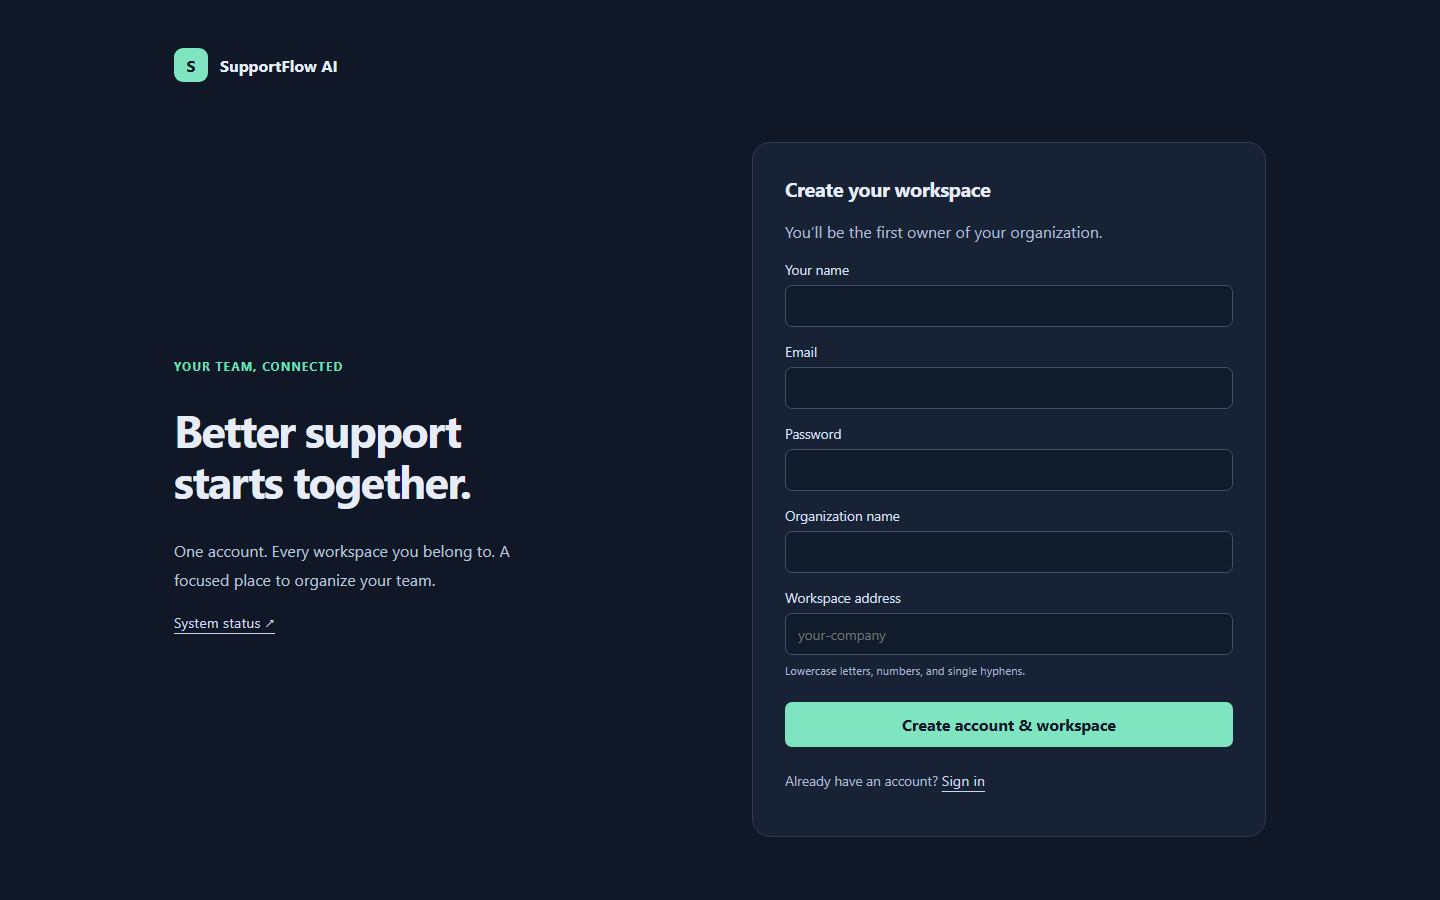 S
SupportFlow AI
YOUR TEAM, CONNECTED
Better support
starts together.
One account. Every workspace you belong to. A
focused place to organize your team.
System status ↗
Create your workspace
You’ll be the first owner of your organization.
Your name
Email
Password
Organization name
Workspace address
your-company
Lowercase letters, numbers, and single hyphens.
Create account & workspace
Already have an account? Sign in